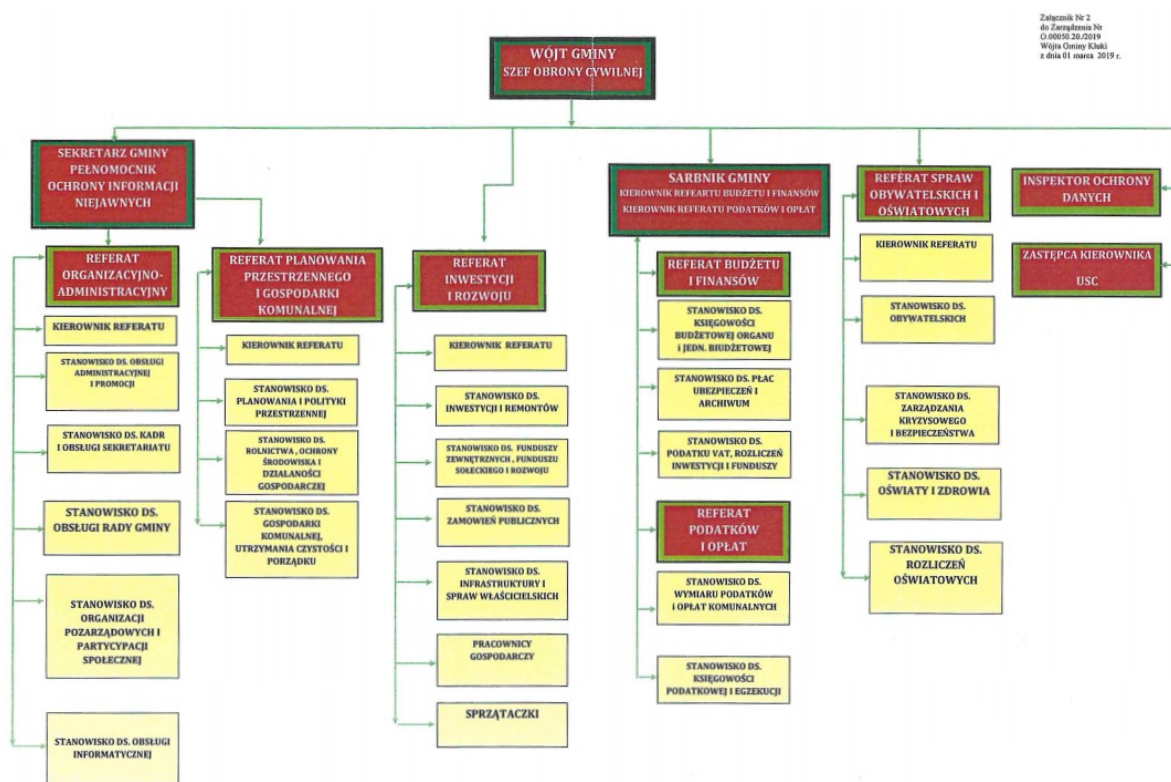 Załącznik Nr 2
do Zarządzenia Nr
O.00050.20./2019
Wójta Gminy Kluki
z dnia 01 marca 2019 r.
WÓJT GMINY
SZEF OBRONY CYWILNEJ
SEKRETARZ GMINY
PEŁNOMOCNIK
OCHRONY INFORMACJI
NIEJAWNYCH
REFERAT
ORGANIZACYJNO-
ADMINISTRACYJNY
KIEROWNIK REFERATU
STANOWISKO DS. OBSŁUGI
ADMINISTRACYJNEJ
I PROMOCJI
STANOWISKO DS. KADR
I OBSŁUGI SEKRETARIATU
STANOWISKO DS.
OBSŁUGI RADY GMINY
STANOWISKO DS.
ORGANIZACJI
POZARZĄDOWYCH I
PARTYCYPACJI
SPOŁECZNEJ
STANOWISKO DS. OBSŁUGI
INFORMATYCZNEJ
REFERAT PLANOWANIA
PRZESTRZENNEGO
I GOSPODARKI
KOMUNALNEJ
KIEROWNIK REFERATU
STANOWISKO DS.
PLANOWANIA I POLITYKI
PRZESTRZENNEJ
STANOWISKO DS.
ROLNICTWA , OCHRONY
ŚRODOWISKA I
DZIAŁANOŚCI
GOSPODARCZEJ
STANOWISKO DS.
GOSPODARKI
KOMUNALNEJ,
UTRZYMANIA CZYSTOŚCI I
PORZĄDKU
REFERAT
INWESTYCJI
I ROZWOJU
KIEROWNIK REFERATU
STANOWISKO DS.
INWESTYCJI I REMONTÓW
STANOWISKO DS. FUNDUSZY
ZEWNĘTRZNYCH , FUNDUSZU
SOŁECKIEGO I ROZWOJU
STANOWISKO DS.
ZAMOWIEŃ PUBLICZNYCH
STANOWISKO DS.
INFRASTRUKTURY I
SPRAW WŁAŚCICIELSKICH
PRACOWNICY
GOSPODARCZY
SPRZĄTACZKI
SARBNIK GMINY
KIEROWNIK REFEARTU BUDŻETU I FINANSÓW
KIEROWNIK REFERATU PODATKÓW I OPŁAT
REFERAT BUDŻETU
I FINANSÓW
STANOWISKO DS.
KSIĘGOWOŚCI
BUDŻETOWEJ ORGANU
i JEDN. BIUDŻETOWEJ
STANOWISKO DS. PŁAC
UBEZPIECZEŃ I
ARCHIWUM
STANOWISKO DS.
PODATKU VAT, ROZLICZEŃ
INWESTYCJI I FUNDUSZY
REFERAT
PODATKÓW
I OPŁAT
STANOWISKO DS.
WYMIARU PODATKÓW
i OPŁAT KOMUNALNYCH
STANOWISKO DS.
KSIĘGOWOŚCI
PODATKOWEJ I EGZEKUCJI
REFERAT SPRAW
OBYWATELSKICH I
OŚWIATOWYCH
KIEROWNIK REFERATU
STANOWISKO DS.
OBYWATELSKICH
STANOWISKO DS.
ZARZĄDZANIA
KRYZYSOWEGO
I BEZPIECZEŃSTWA
STANOWISKO DS.
OŚWIATY I ZDROWIA
STANOWISKO DS.
ROZLICZEŃ
OŚWIATOWYCH
INSPEKTOR OCHRONY
DANYCH
ZASTĘPCA KIEROWNIKA
USC